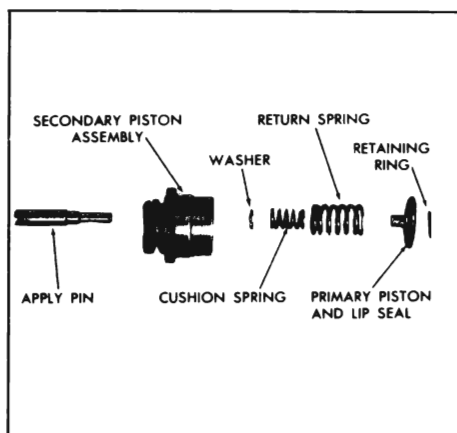 SECONDARY PISTON
ASSEMBLY
RETURN SPRING
WASHER
RETAINING
RING
APPLY PIN
CUSHION SPRING
PRIMARY PISTON
AND LIP SEAL